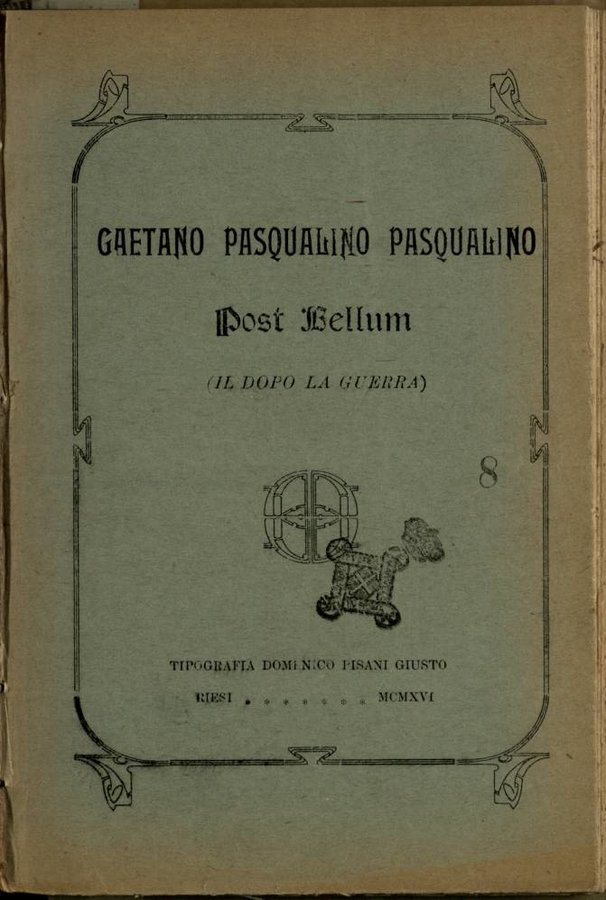 GAETANO PASQUALINO PASQUALINO
Post Bellum
(IL DOPO LA GUERRA)
8
TIPOGRAFIA DOMENICO PISANI GIUSTO
RIESI * * * * * * * MCMXVI